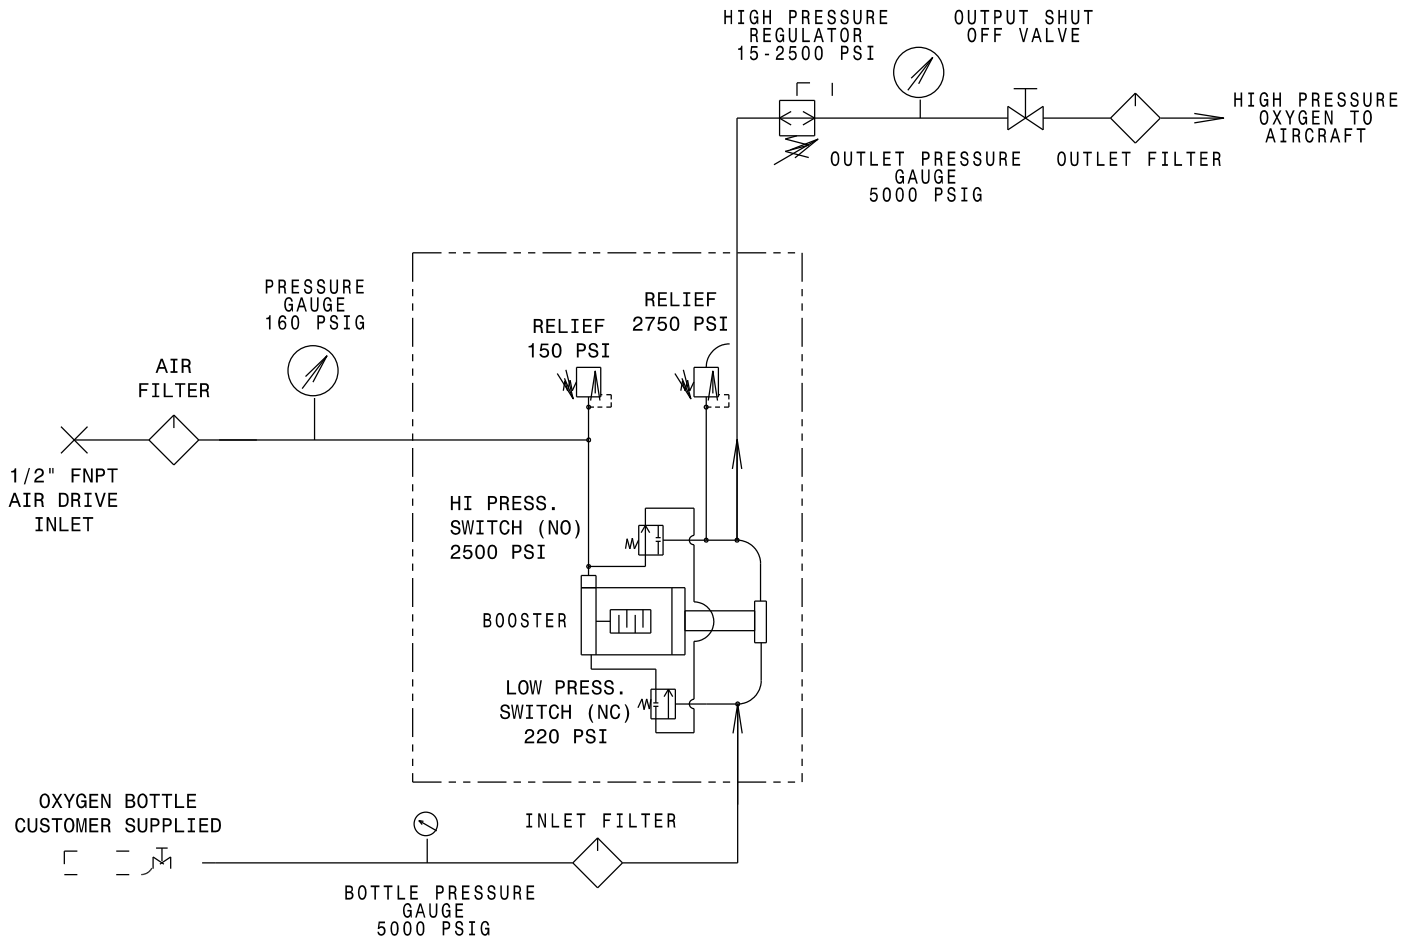 HIGH PRESSURE
REGULATOR
15-2500 PSI
OUTPUT SHUT
OFF VALVE
HIGH PRESSURE
OXYGEN TO
AIRCRAFT
OUTLET PRESSURE
GAUGE
5000 PSIG
OUTLET FILTER
PRESSURE
GAUGE
160 PSIG
RELIEF
2750 PSI
RELIEF
150 PSI
AIR
FILTER
1/2" FNPT
AIR DRIVE
INLET
HI PRESS.
SWITCH (NO)
2500 PSI
BOOSTER
LOW PRESS.
SWITCH (NC)
220 PSI
OXYGEN BOTTLE
CUSTOMER SUPPLIED
INLET FILTER
BOTTLE PRESSURE
GAUGE
5000 PSIG